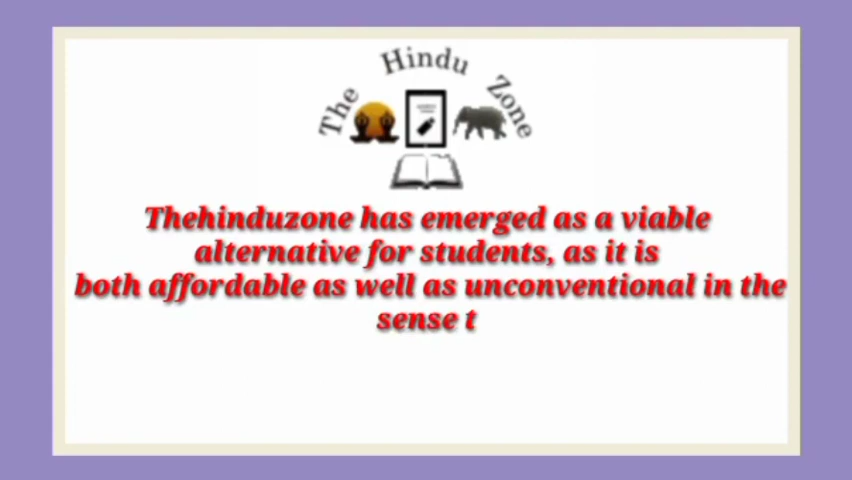 The Hindu Zone
Thehinduzone has emerged as a viable
alternative for students, as it is
both affordable as well as unconventional in the
sense t